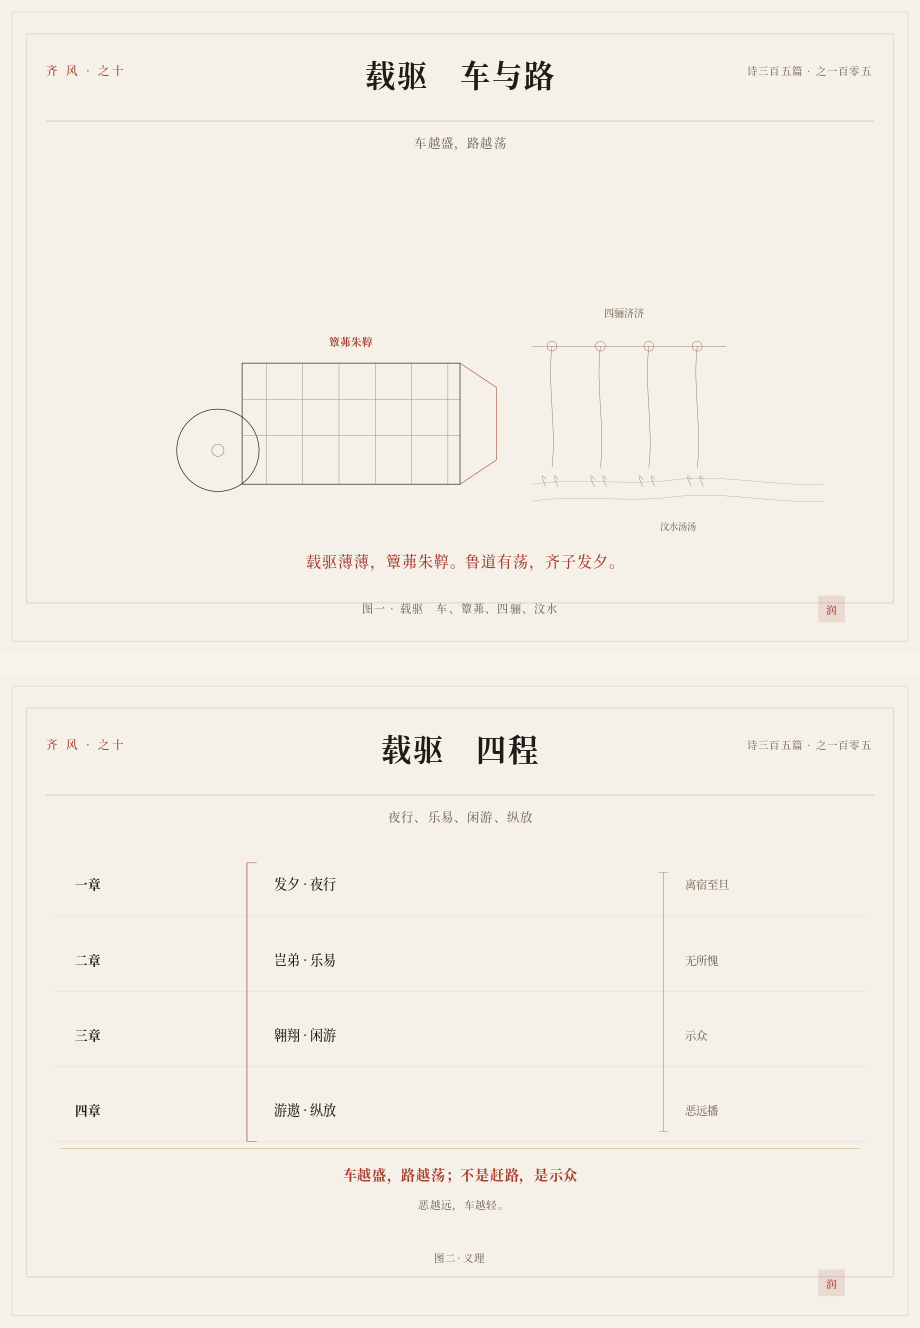 齐风·之十
载驱　车与路
诗三百五篇·之一百零五
车越盛，路越荡
四骊济济
簟茀朱鞹
汶水汤汤
载驱薄薄，簟茀朱鞹。鲁道有荡，齐子发夕。
图一·载驱　车、簟茀、四骊、汶水
润
齐风·之十
载驱　四程
诗三百五篇·之一百零五
夜行、乐易、闲游、纵放
一章　发夕·夜行　离宿至旦
二章　岂弟·乐易　无所愧
三章　翱翔·闲游　示众
四章　游遨·纵放　恶远播
车越盛，路越荡；不是赶路，是示众
恶越远，车越轻。
图二·义理
润